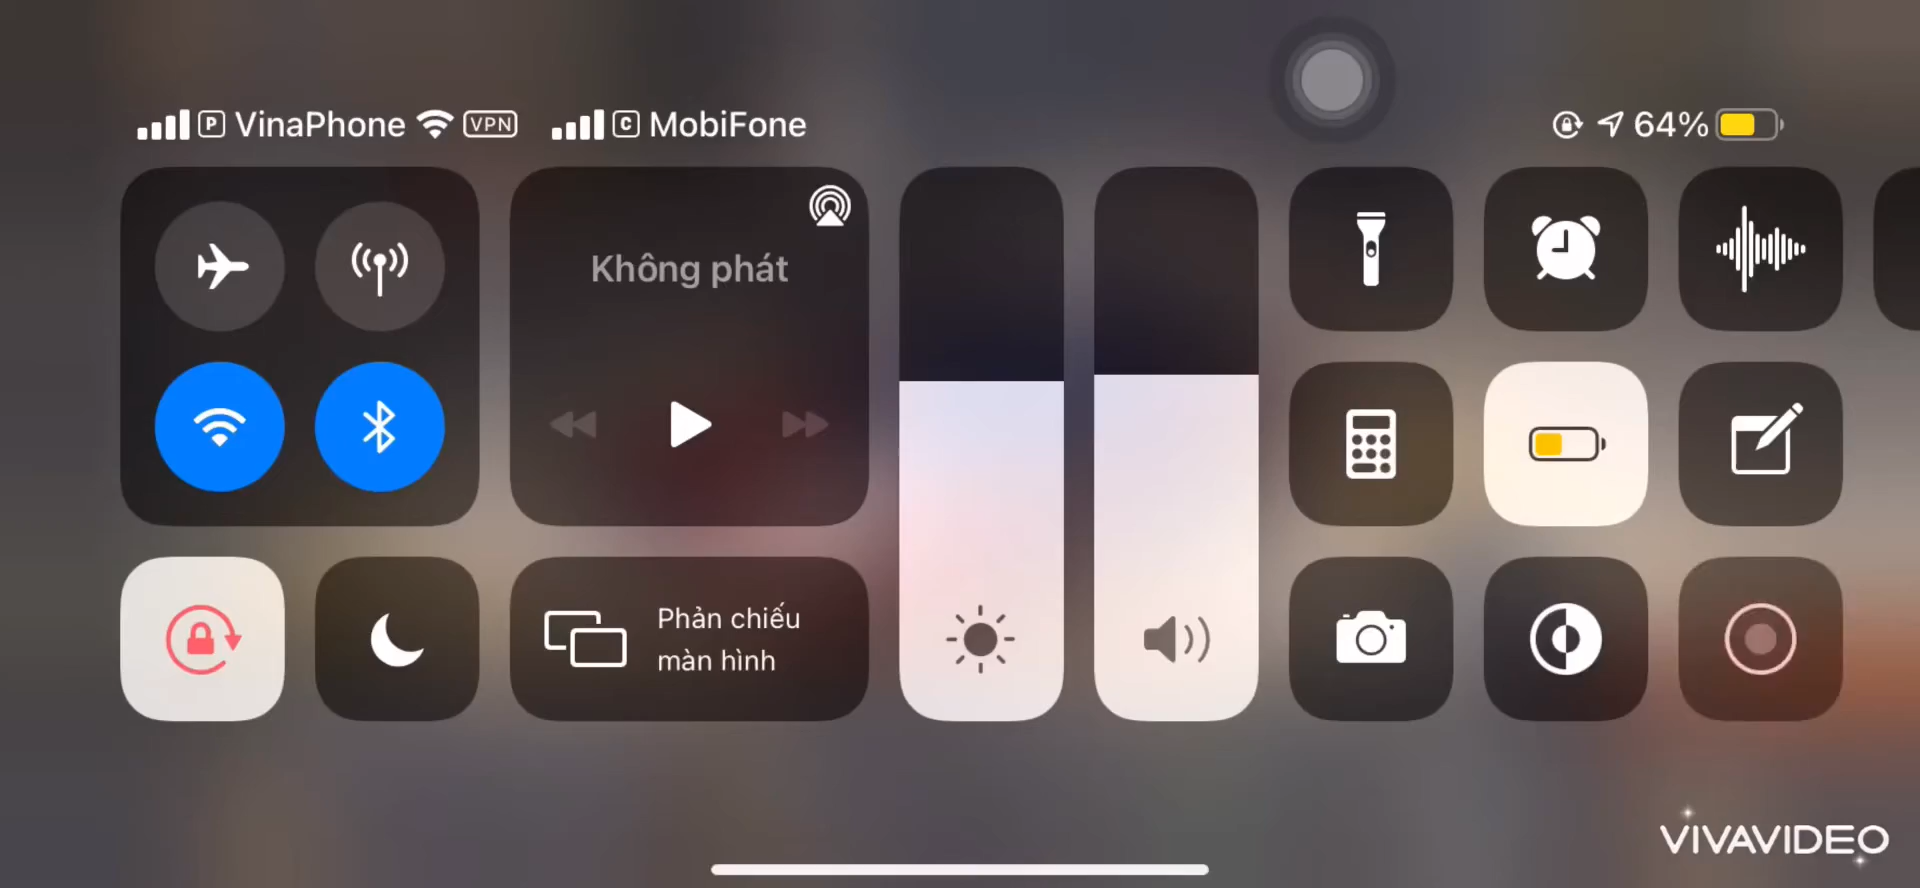 P VinaPhone VPN C MobiFone 64%
Không phát
Phản chiếu
màn hình
VIVAVIDEO